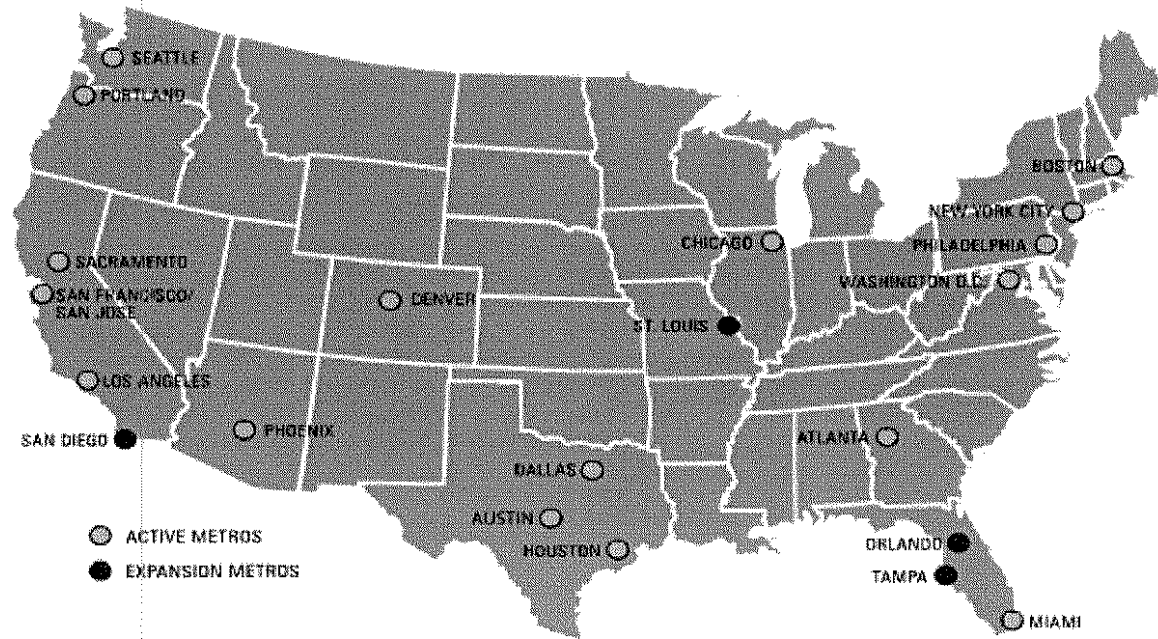 SEATTLE
PORTLAND
BOSTON
NEW YORK CITY
CHICAGO
PHILADELPHIA
SACRAMENTO
WASHINGTON D.C.
SAN FRANCISCO/
SAN JOSE
DENVER
ST. LOUIS
LOS ANGELES
SAN DIEGO
PHOENIX
ATLANTA
DALLAS
AUSTIN
HOUSTON
ACTIVE METROS
EXPANSION METROS
ORLANDO
TAMPA
MIAMI